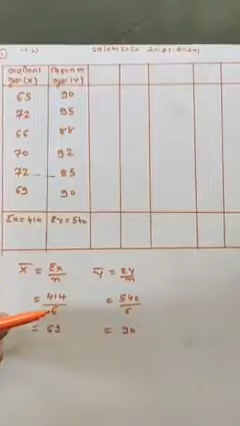 ગુણ(X) ગુણ(Y)
65 90
72 95
66 88
70 92
72 85
69 90
Σx=414 Σy=540
x̄ = Σx/n ȳ = Σy/n
= 414/6 = 540/6
= 69 = 90